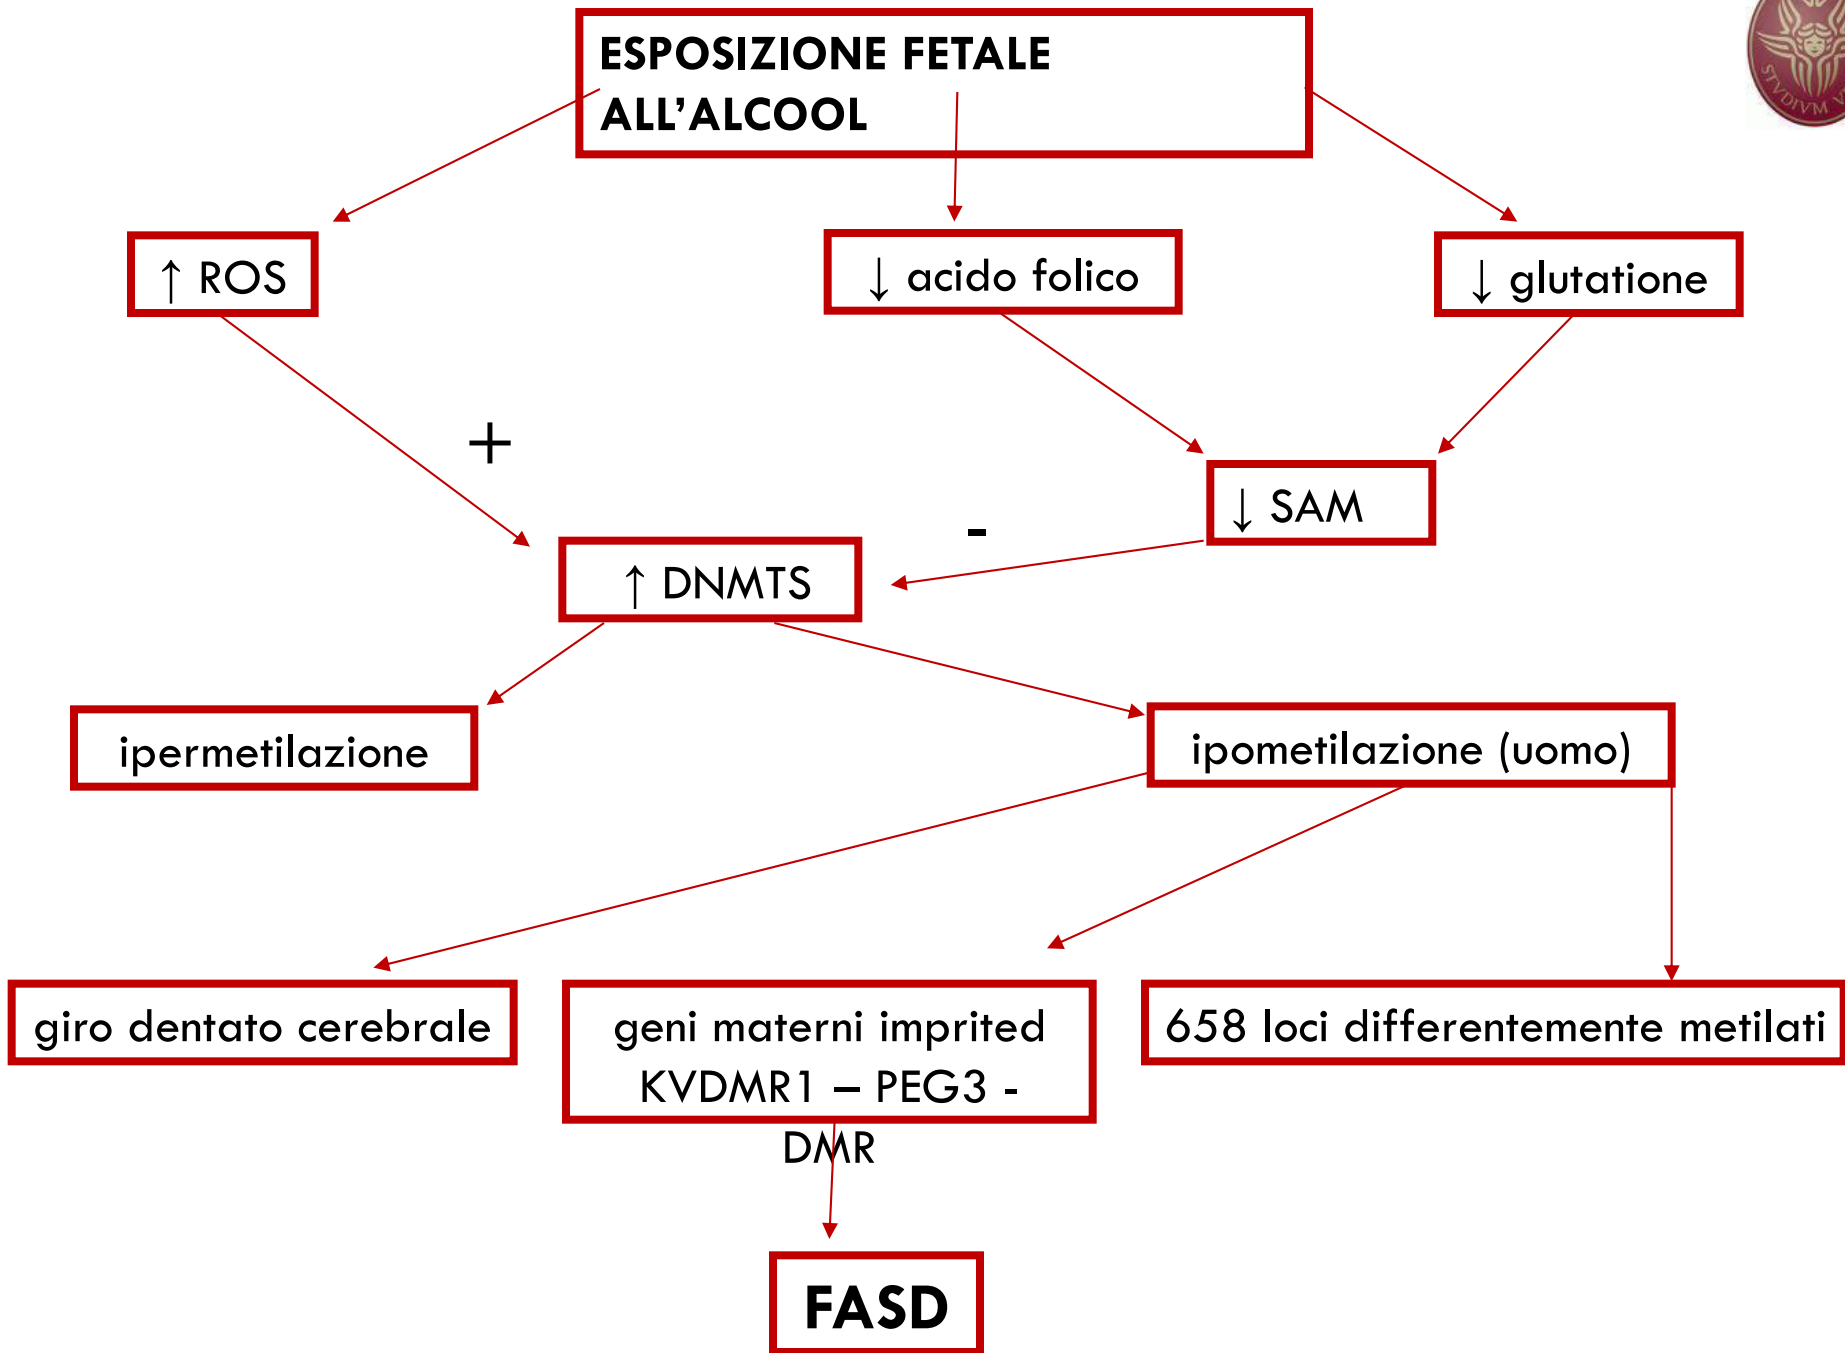 ESPOSIZIONE FETALE
ALL’ALCOOL
STVDIVM V
↑ ROS
↓ acido folico
↓ glutatione
+
↓ SAM
-
↑ DNMTS
ipermetilazione
ipometilazione (uomo)
giro dentato cerebrale
geni materni imprited
KVDMR1 – PEG3 -
DMR
658 loci differentemente metilati
FASD